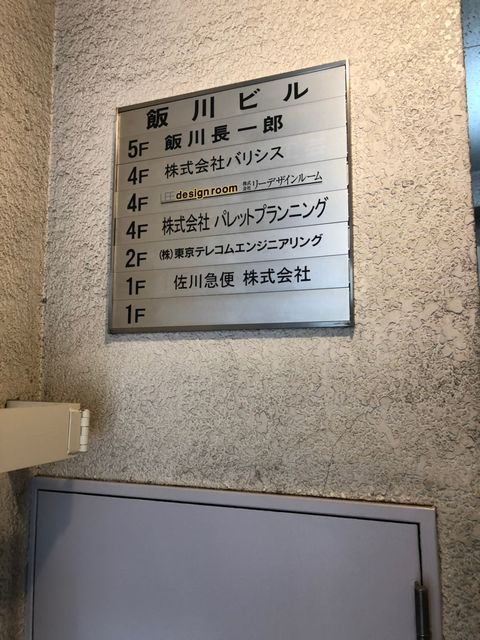 飯川ビル
5F 飯川長一郎
4F 株式会社バリシス
4F LEE design room 株式会社 リーデザインルーム
4F 株式会社 パレットプランニング
2F (株)東京テレコムエンジニアリング
1F 佐川急便 株式会社
1F